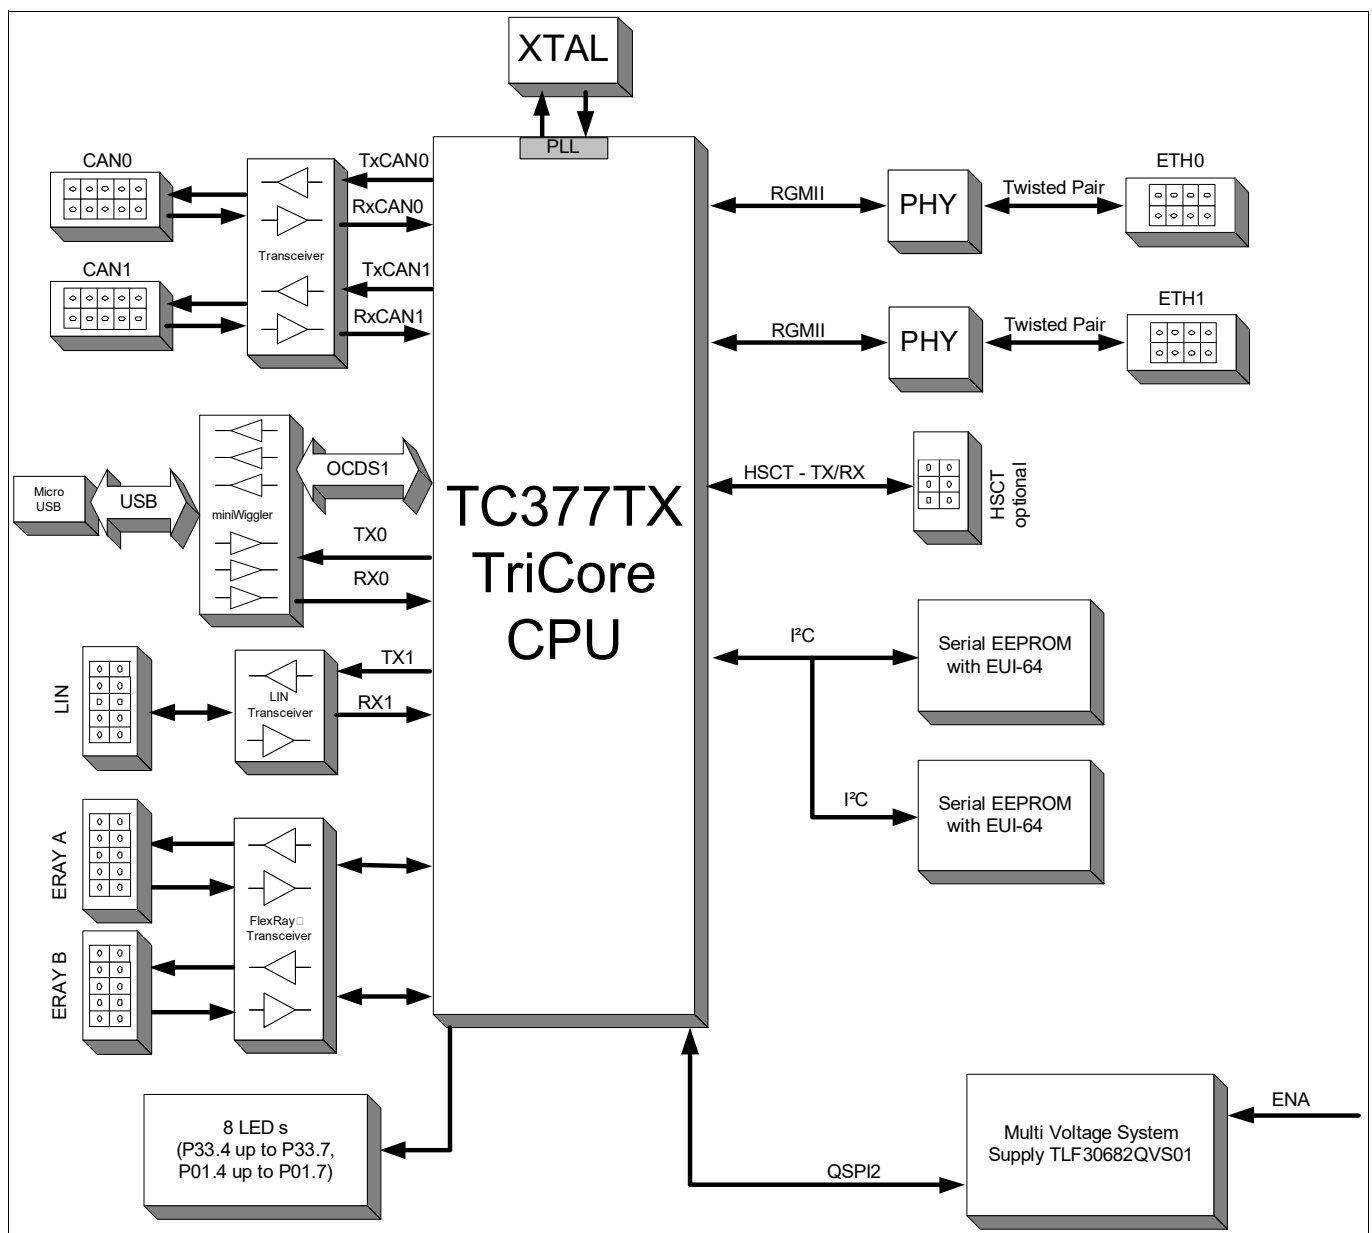 XTAL
PLL
CAN0
TxCAN0
RxCAN0
Transceiver
CAN1
TxCAN1
RxCAN1
RGMII
PHY
Twisted Pair
ETH0
RGMII
PHY
Twisted Pair
ETH1
Micro
USB
USB
miniWiggler
OCDS1
TX0
RX0
TC377TX
TriCore
CPU
HSCT - TX/RX
HSCT
optional
LIN
LIN
Transceiver
TX1
RX1
I²C
Serial EEPROM
with EUI-64
I²C
Serial EEPROM
with EUI-64
ERAY A
ERAY B
FlexRay□
Transceiver
8 LED s
(P33.4 up to P33.7,
P01.4 up to P01.7)
QSPI2
Multi Voltage System
Supply TLF30682QVS01
ENA